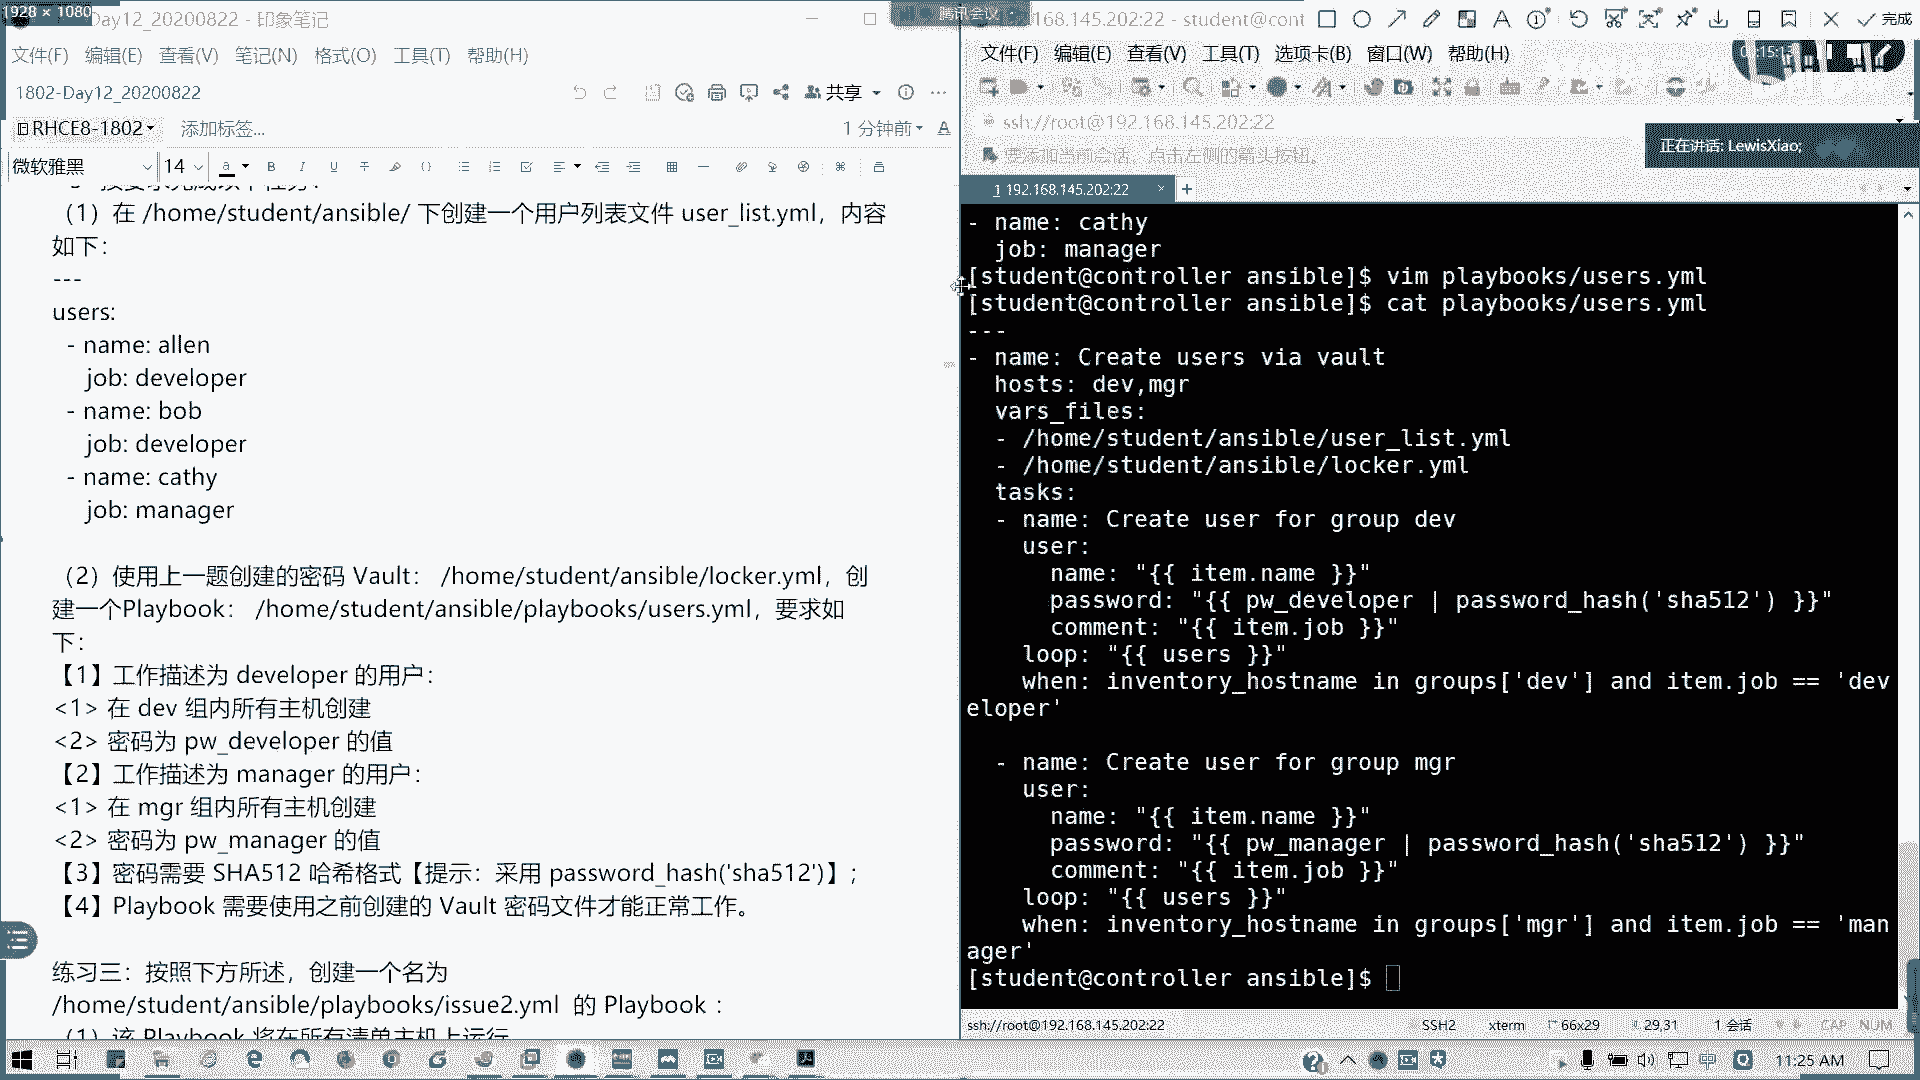 1928 × 1080
Day12_20200822 - 印象笔记
腾讯会议
168.145.202:22 - student@cont
完成
文件(F) 编辑(E) 查看(V) 笔记(N) 格式(O) 工具(T) 帮助(H)
文件(F) 编辑(E) 查看(V) 工具(T) 选项卡(B) 窗口(W) 帮助(H)
1802-Day12_20200822
共享
RHCE8-1802
添加标签...
1 分钟前
ssh://root@192.168.145.202:22
要添加当前会话，点击左侧的箭头按钮。
正在讲话: LewisXiao;
微软雅黑 14
1 192.168.145.202:22
（1）在 /home/student/ansible/ 下创建一个用户列表文件 user_list.yml，内容
如下：
---
users:
- name: allen
job: developer
- name: bob
job: developer
- name: cathy
job: manager
（2）使用上一题创建的密码 Vault： /home/student/ansible/locker.yml，创
建一个Playbook： /home/student/ansible/playbooks/users.yml，要求如
下：
【1】工作描述为 developer 的用户：
<1> 在 dev 组内所有主机创建
<2> 密码为 pw_developer 的值
【2】工作描述为 manager 的用户：
<1> 在 mgr 组内所有主机创建
<2> 密码为 pw_manager 的值
【3】密码需要 SHA512 哈希格式【提示：采用 password_hash('sha512')】；
【4】Playbook 需要使用之前创建的 Vault 密码文件才能正常工作。
练习三：按照下方所述，创建一个名为
/home/student/ansible/playbooks/issue2.yml 的 Playbook：
（1）该 Playbook 将在所有清单主机上运行
- name: cathy
job: manager
[student@controller ansible]$ vim playbooks/users.yml
[student@controller ansible]$ cat playbooks/users.yml
---
- name: Create users via vault
hosts: dev,mgr
vars_files:
- /home/student/ansible/user_list.yml
- /home/student/ansible/locker.yml
tasks:
- name: Create user for group dev
user:
name: "{{ item.name }}"
password: "{{ pw_developer | password_hash('sha512') }}"
comment: "{{ item.job }}"
loop: "{{ users }}"
when: inventory_hostname in groups['dev'] and item.job == 'dev
eloper'
- name: Create user for group mgr
user:
name: "{{ item.name }}"
password: "{{ pw_manager | password_hash('sha512') }}"
comment: "{{ item.job }}"
loop: "{{ users }}"
when: inventory_hostname in groups['mgr'] and item.job == 'man
ager'
[student@controller ansible]$
ssh://root@192.168.145.202:22 SSH2 xterm 66x29 29,31 1 会话 CAP NUM
11:25 AM